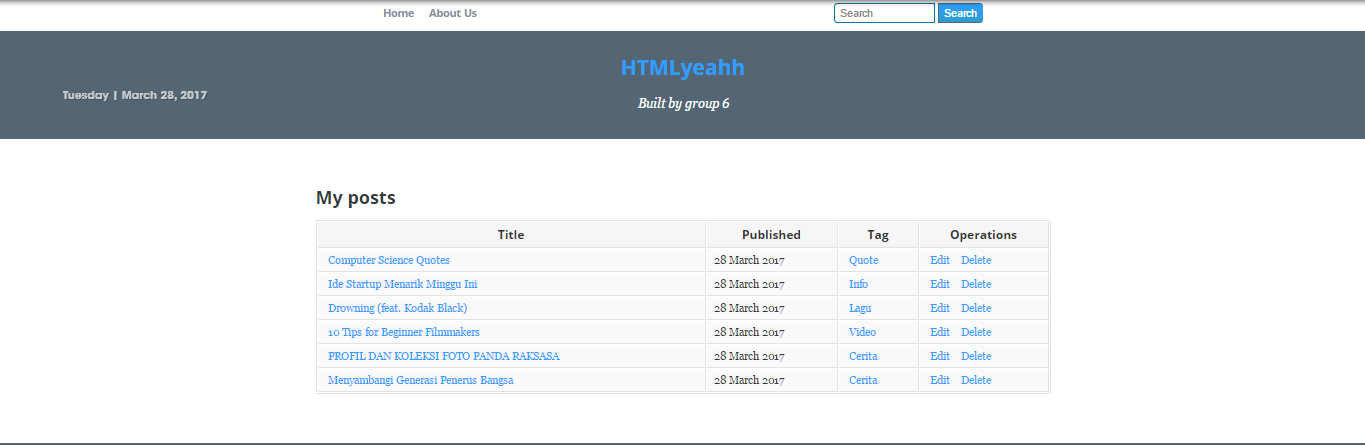 Home About Us Search Search
HTMLyeahh
Tuesday | March 28, 2017
Built by group 6
My posts
Title Published Tag Operations
Computer Science Quotes 28 March 2017 Quote Edit Delete
Ide Startup Menarik Minggu Ini 28 March 2017 Info Edit Delete
Drowning (feat. Kodak Black) 28 March 2017 Lagu Edit Delete
10 Tips for Beginner Filmmakers 28 March 2017 Video Edit Delete
PROFIL DAN KOLEKSI FOTO PANDA RAKSASA 28 March 2017 Cerita Edit Delete
Menyambangi Generasi Penerus Bangsa 28 March 2017 Cerita Edit Delete